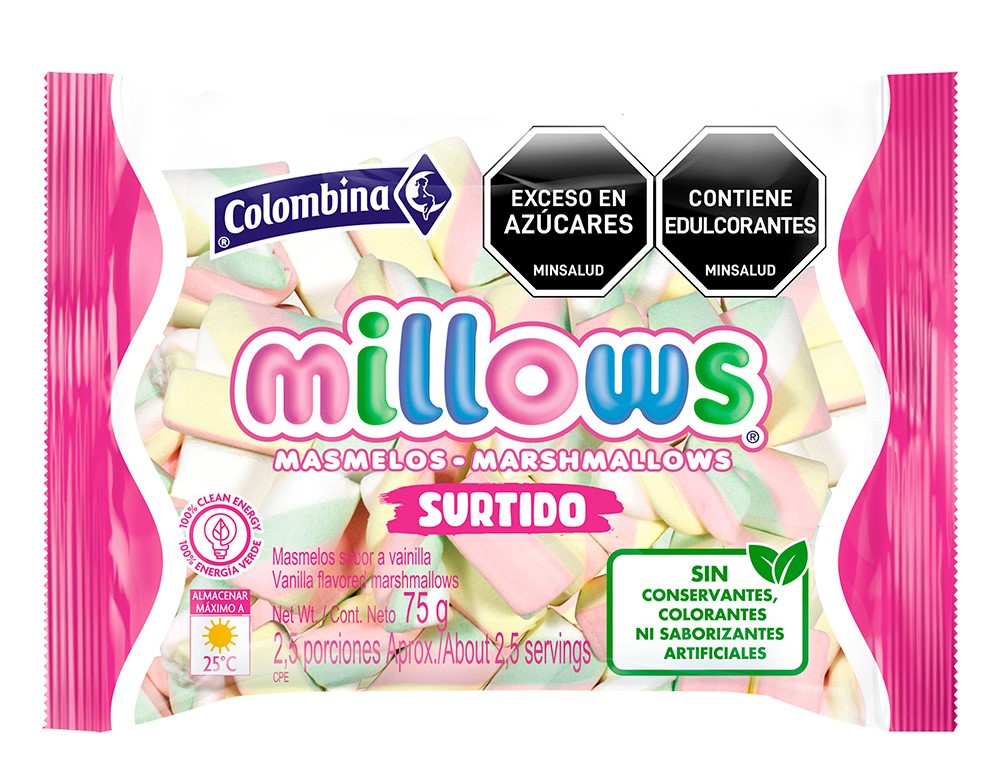 Colombina
®
EXCESO EN
AZÚCARES
MINSALUD
CONTIENE
EDULCORANTES
MINSALUD
millows
®
MASMELOS - MARSHMALLOWS
SURTIDO
100% CLEAN ENERGY
100% ENERGÍA VERDE
ALMACENAR
MÁXIMO A
25°C
Masmelos sabor a vainilla
Vanilla flavored marshmallows
Net Wt. / Cont. Neto 75 g
2,5 porciones Aprox./About 2,5 servings
CPE
SIN
CONSERVANTES,
COLORANTES
NI SABORIZANTES
ARTIFICIALES